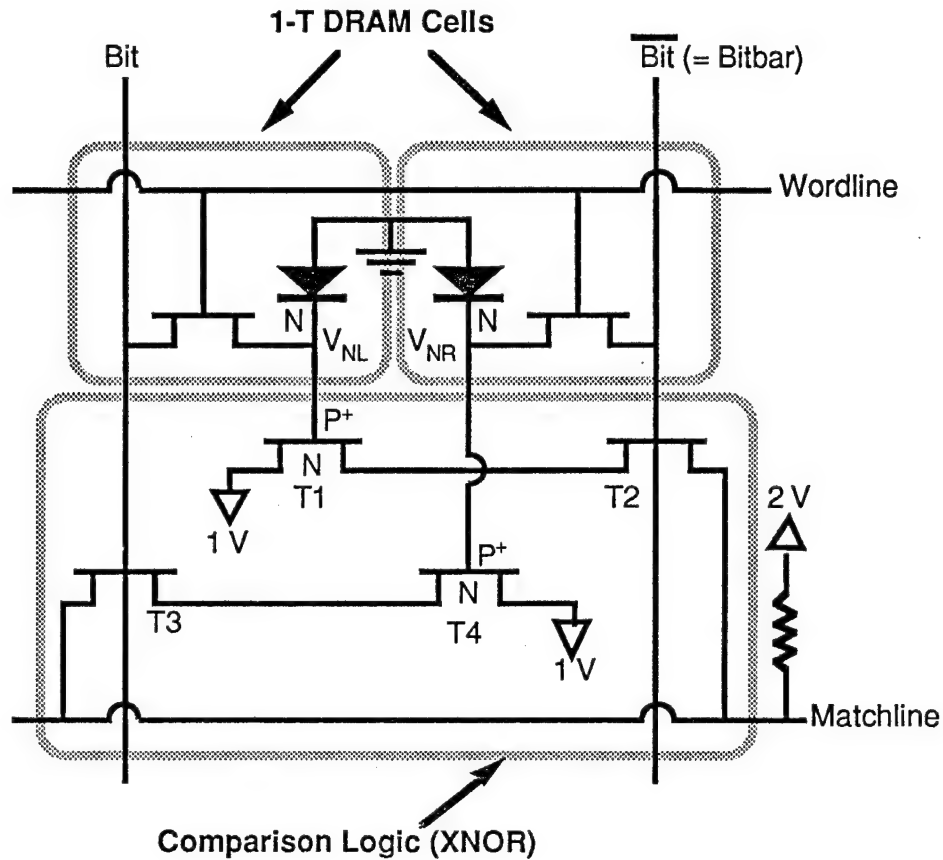 1-T DRAM Cells
Bit
Bit (= Bitbar)
Wordline
N
N
V_NL
V_NR
P+
N
T1
T2
1 V
2 V
P+
N
T3
T4
1 V
Matchline
Comparison Logic (XNOR)